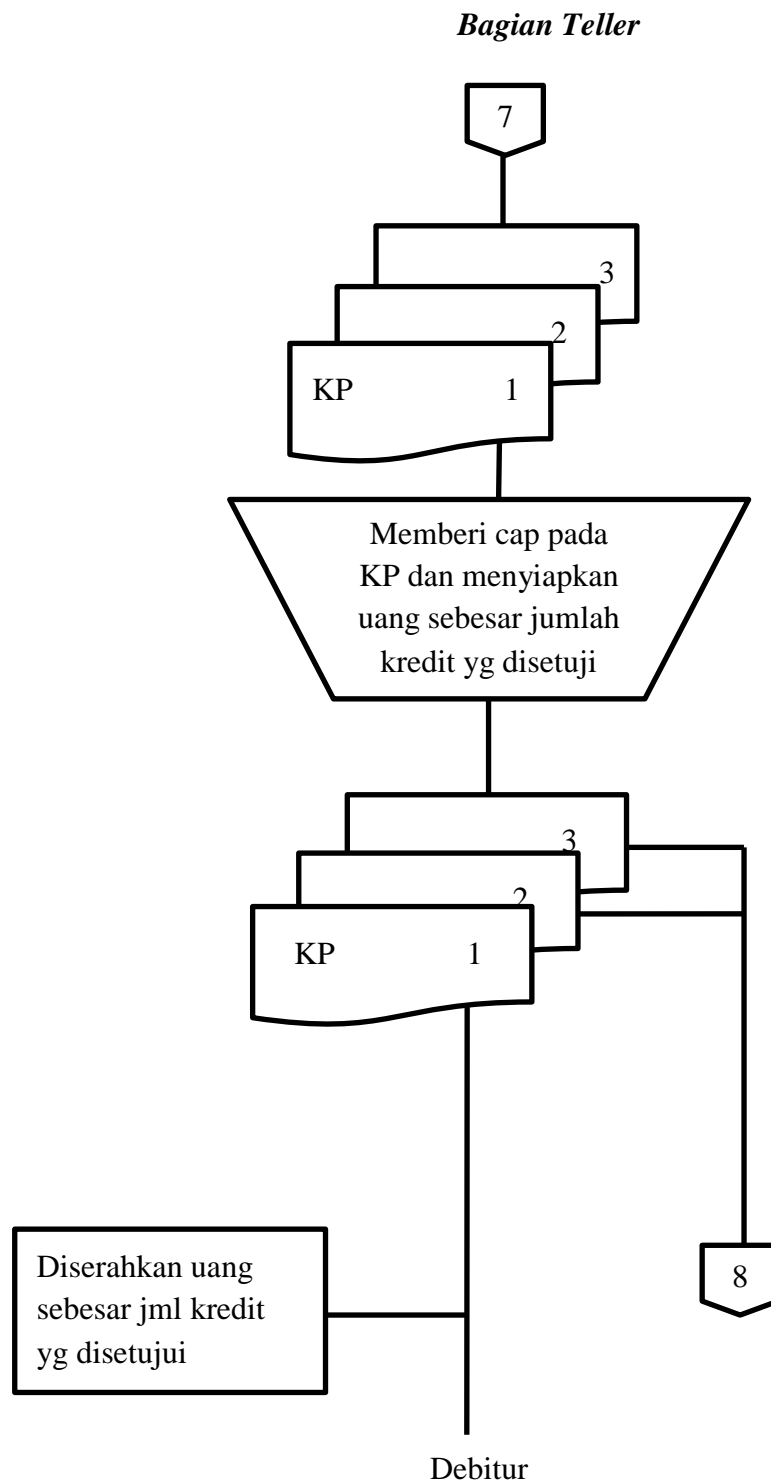 Bagian Teller
7
3
2
KP 1
Memberi cap pada
KP dan menyiapkan
uang sebesar jumlah
kredit yg disetuji
3
2
KP 1
Diserahkan uang
sebesar jml kredit
yg disetujui
8
Debitur